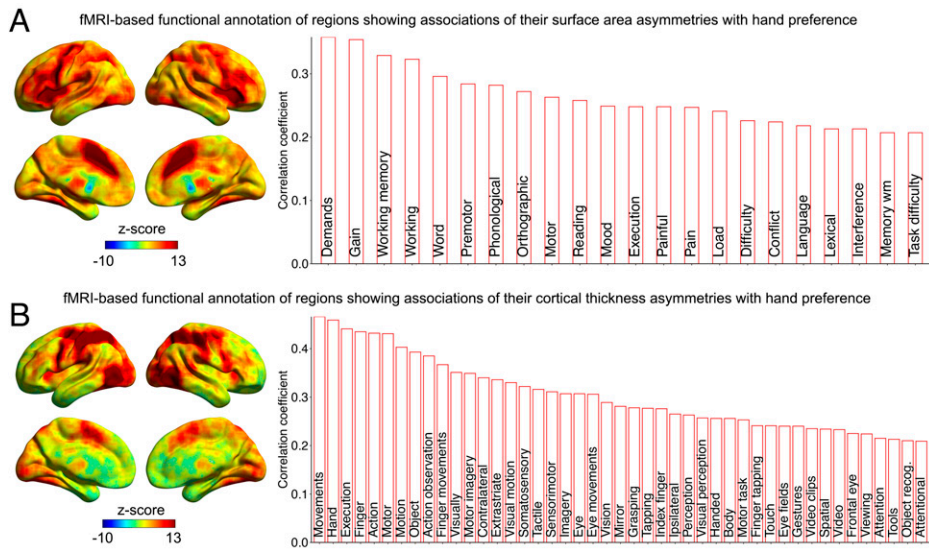 A
fMRI-based functional annotation of regions showing associations of their surface area asymmetries with hand preference
z-score
-10 13
Correlation coefficient
0.3
0.2
0.1
0.0
Demands
Gain
Working memory
Working
Word
Premotor
Phonological
Orthographic
Motor
Reading
Mood
Execution
Painful
Pain
Load
Difficulty
Conflict
Language
Lexical
Interference
Memory wm
Task difficulty
B
fMRI-based functional annotation of regions showing associations of their cortical thickness asymmetries with hand preference
z-score
-10 13
Correlation coefficient
0.4
0.3
0.2
0.1
0.0
Movements
Hand
Execution
Finger
Action
Motor
Motion
Object
Action observation
Finger movements
Visually
Motor imagery
Contralateral
Extrastriate
Visual motion
Somatosensory
Tactile
Sensorimotor
Imagery
Eye
Eye movements
Vision
Mirror
Grasping
Tapping
Index finger
Ipsilateral
Perception
Visual perception
Handed
Body
Motor task
Finger tapping
Touch
Eye fields
Gestures
Video clips
Spatial
Video
Frontal eye
Viewing
Attention
Tools
Object recog.
Attentional